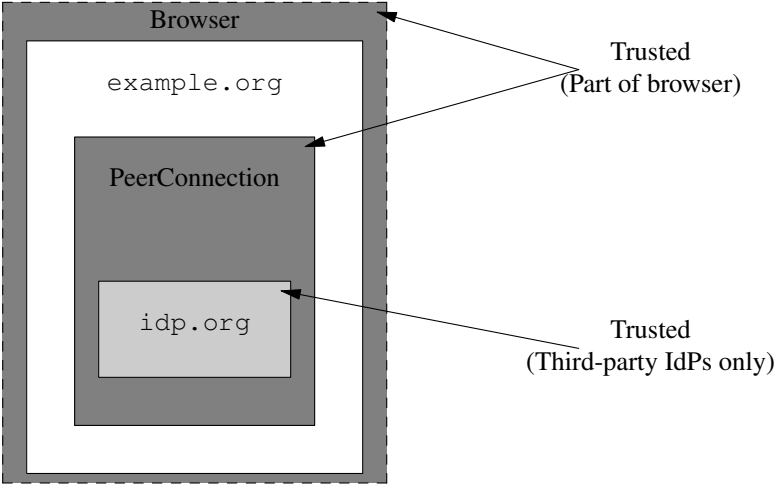 Browser
example.org
PeerConnection
idp.org
Trusted
(Part of browser)
Trusted
(Third-party IdPs only)